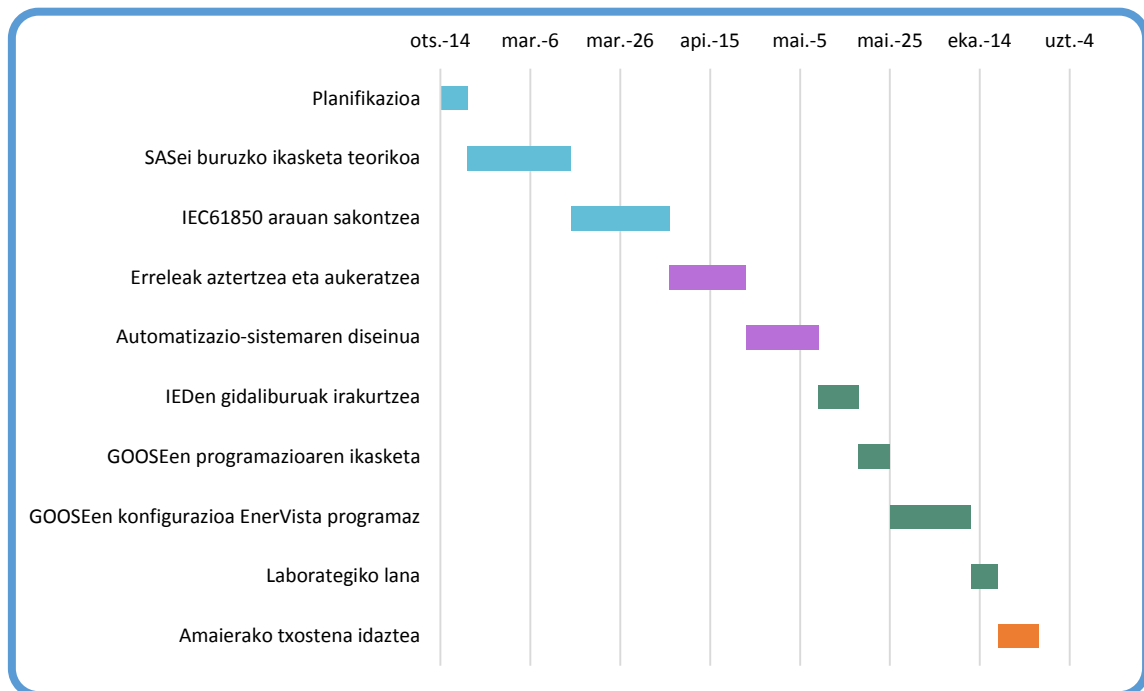 ots.-14 mar.-6 mar.-26 api.-15 mai.-5 mai.-25 eka.-14 uzt.-4
Planifikazioa
SASei buruzko ikasketa teorikoa
IEC61850 arauan sakontzea
Erreleak aztertzea eta aukeratzea
Automatizazio-sistemaren diseinua
IEDen gidaliburuak irakurtzea
GOOSEen programazioaren ikasketa
GOOSEen konfigurazioa EnerVista programaz
Laborategiko lana
Amaierako txostena idaztea